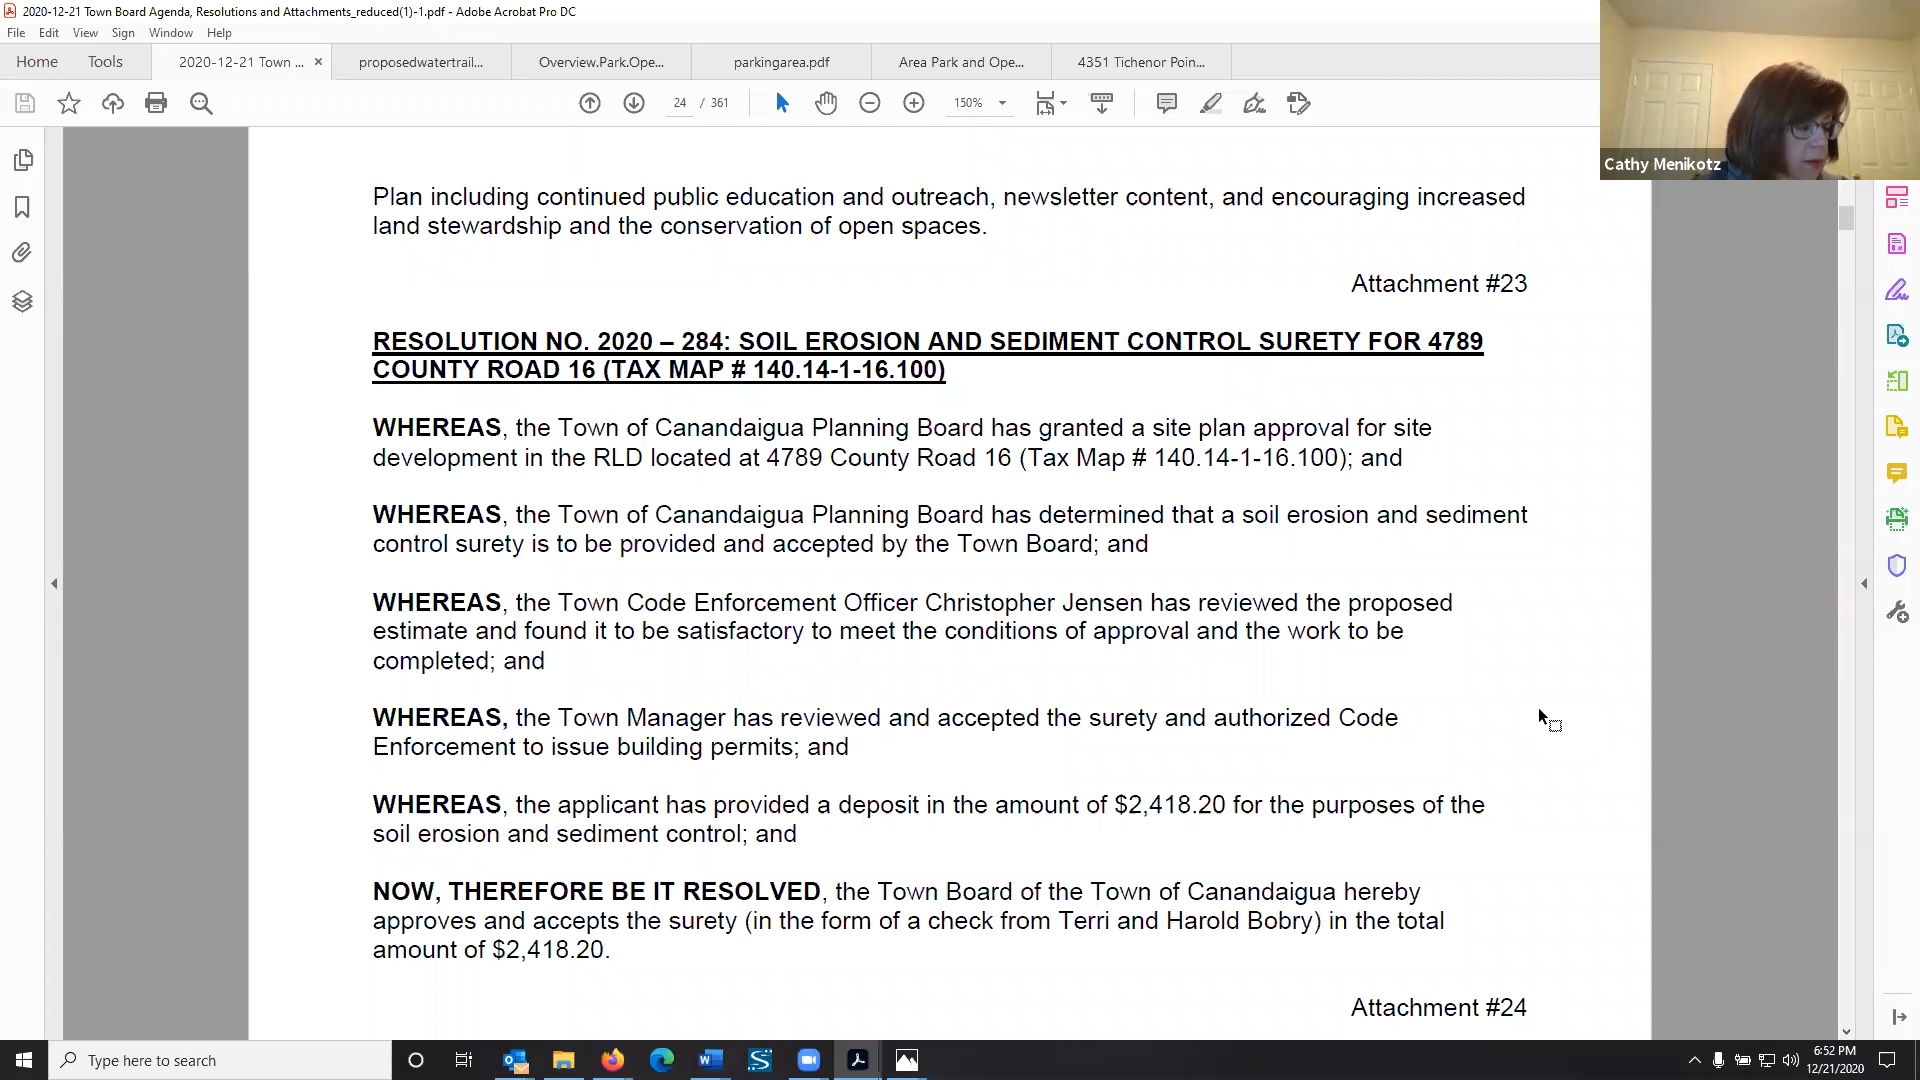 2020-12-21 Town Board Agenda, Resolutions and Attachments_reduced(1)-1.pdf - Adobe Acrobat Pro DC
File Edit View Sign Window Help
Home Tools 2020-12-21 Town ... × proposedwatertrail... Overview.Park.Ope... parkingarea.pdf Area Park and Ope... 4351 Tichenor Poin...
24 / 361 150%
Cathy Menikotz
Plan including continued public education and outreach, newsletter content, and encouraging increased
land stewardship and the conservation of open spaces.
Attachment #23
RESOLUTION NO. 2020 – 284: SOIL EROSION AND SEDIMENT CONTROL SURETY FOR 4789
COUNTY ROAD 16 (TAX MAP # 140.14-1-16.100)
WHEREAS, the Town of Canandaigua Planning Board has granted a site plan approval for site
development in the RLD located at 4789 County Road 16 (Tax Map # 140.14-1-16.100); and
WHEREAS, the Town of Canandaigua Planning Board has determined that a soil erosion and sediment
control surety is to be provided and accepted by the Town Board; and
WHEREAS, the Town Code Enforcement Officer Christopher Jensen has reviewed the proposed
estimate and found it to be satisfactory to meet the conditions of approval and the work to be
completed; and
WHEREAS, the Town Manager has reviewed and accepted the surety and authorized Code
Enforcement to issue building permits; and
WHEREAS, the applicant has provided a deposit in the amount of $2,418.20 for the purposes of the
soil erosion and sediment control; and
NOW, THEREFORE BE IT RESOLVED, the Town Board of the Town of Canandaigua hereby
approves and accepts the surety (in the form of a check from Terri and Harold Bobry) in the total
amount of $2,418.20.
Attachment #24
Type here to search
6:52 PM
12/21/2020